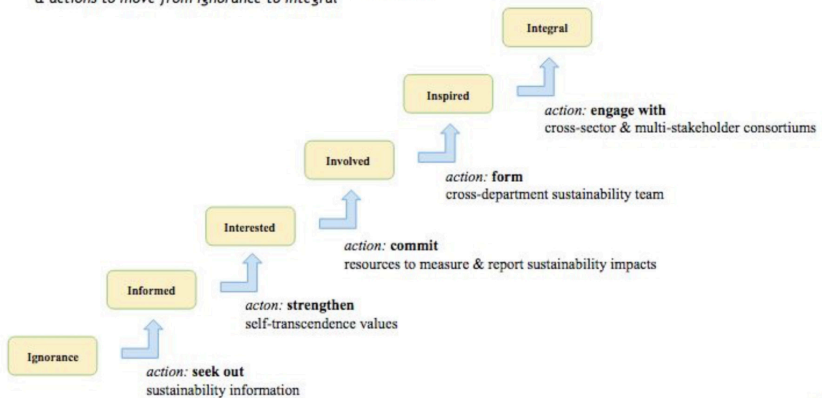 & actions to move from ignorance to integral
Integral
Inspired
action: engage with
cross-sector & multi-stakeholder consortiums
Involved
action: form
cross-department sustainability team
Interested
action: commit
resources to measure & report sustainability impacts
Informed
acton: strengthen
self-transcendence values
Ignorance
action: seek out
sustainability information